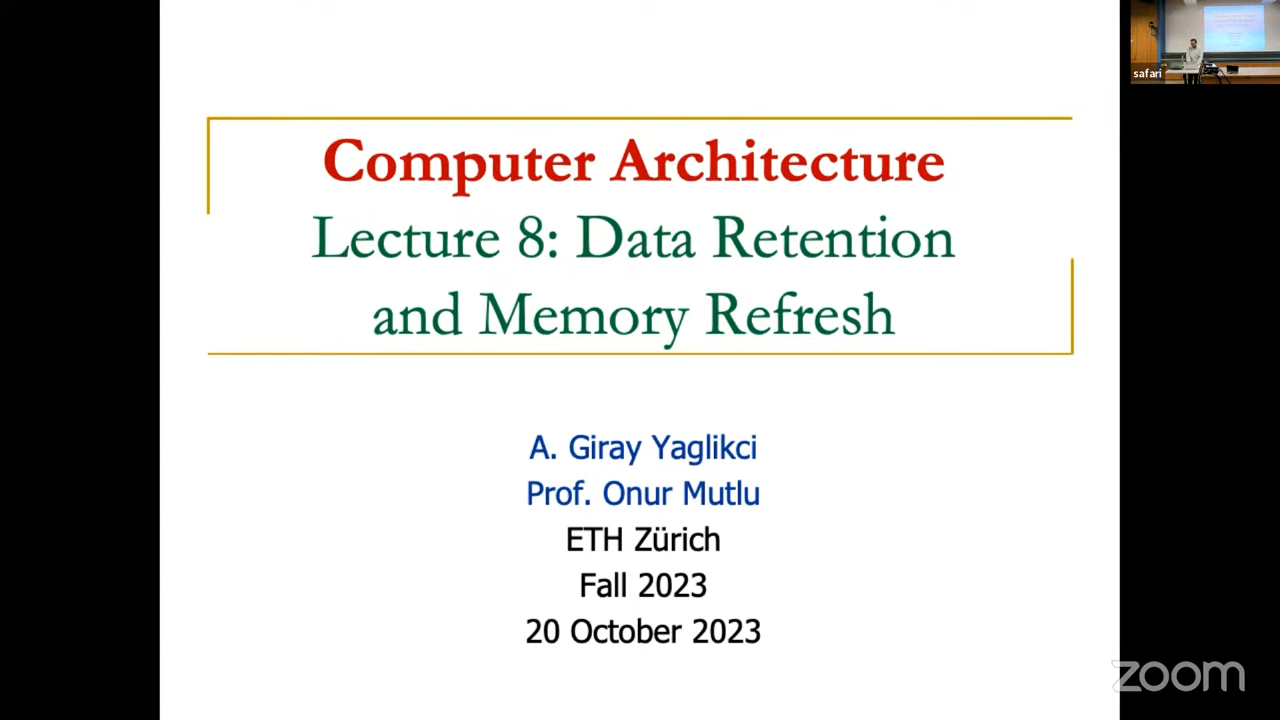 Computer Architecture
Lecture 8: Data Retention
and Memory Refresh
A. Giray Yaglikci
Prof. Onur Mutlu
ETH Zürich
Fall 2023
20 October 2023
safari
zoom